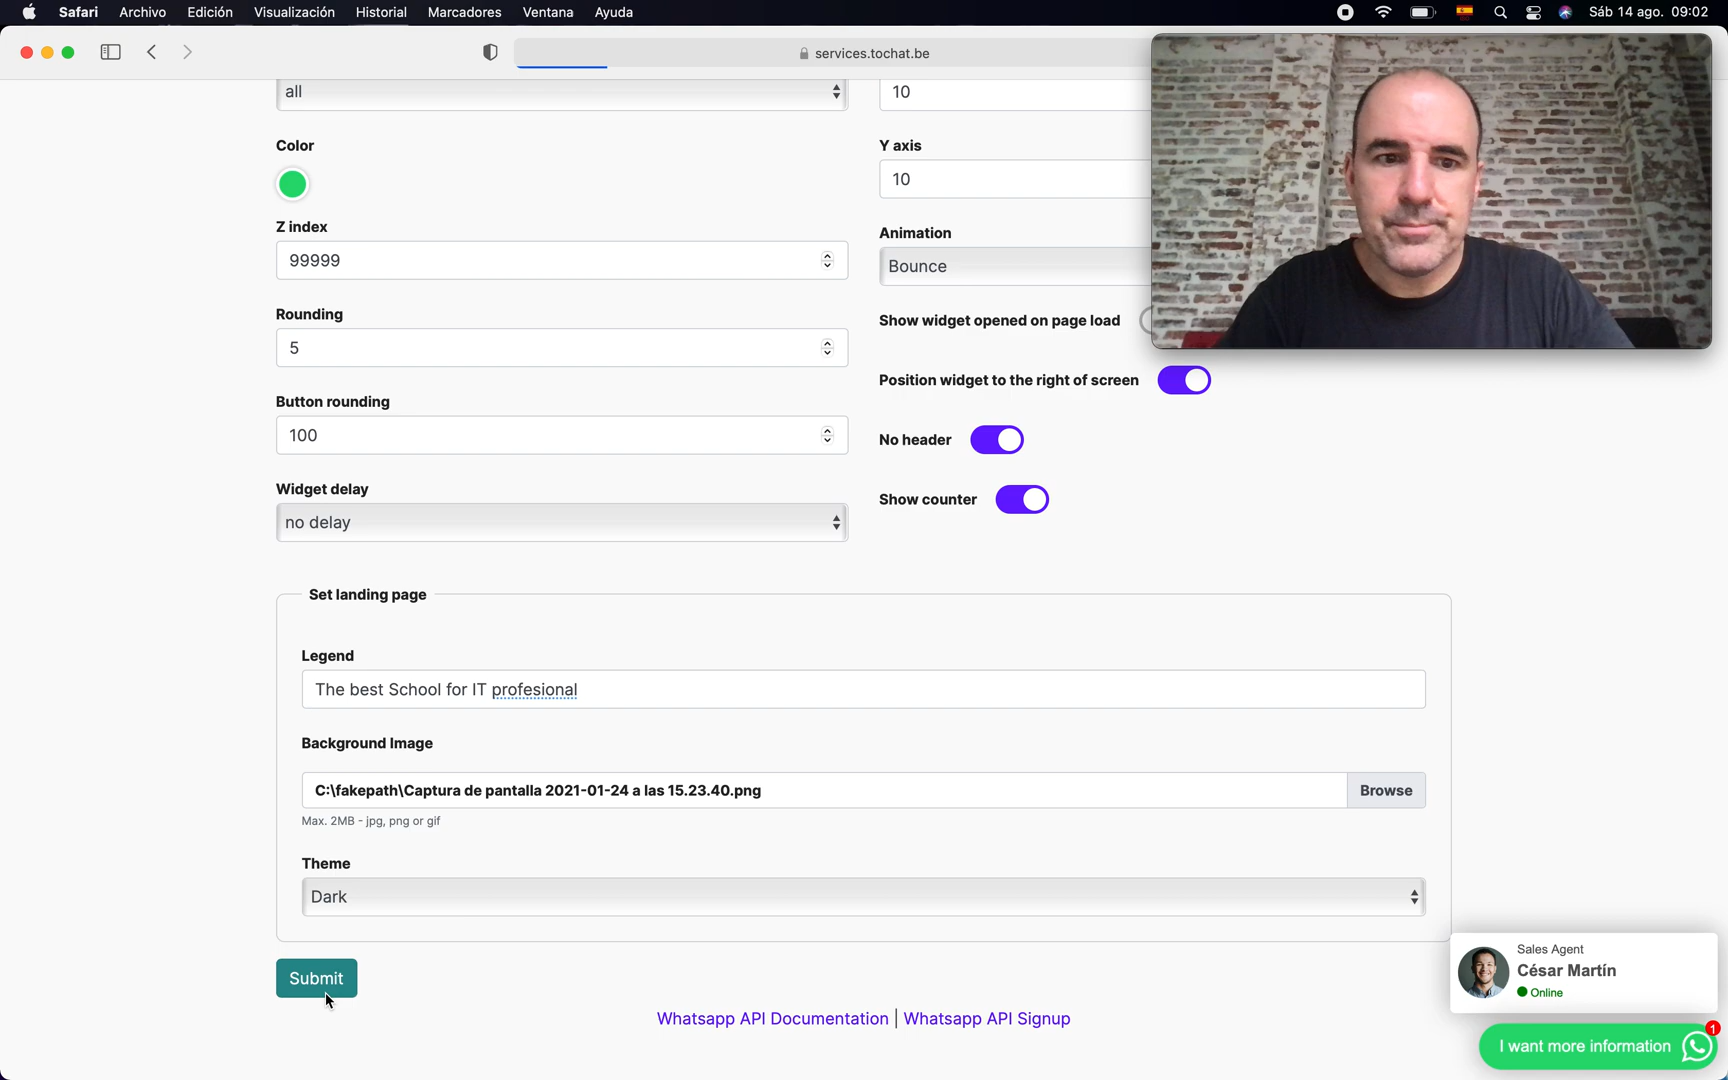 Safari Archivo Edición Visualización Historial Marcadores Ventana Ayuda Sáb 14 ago. 09:02
services.tochat.be
all
10
Color
Y axis
10
Z index
99999
Animation
Bounce
Rounding
5
Show widget opened on page load
Position widget to the right of screen
Button rounding
100
No header
Widget delay
no delay
Show counter
Set landing page
Legend
The best School for IT profesional
Background Image
C:\fakepath\Captura de pantalla 2021-01-24 a las 15.23.40.png
Browse
Max. 2MB - jpg, png or gif
Theme
Dark
Submit
Whatsapp API Documentation | Whatsapp API Signup
Sales Agent
César Martín
Online
I want more information
1